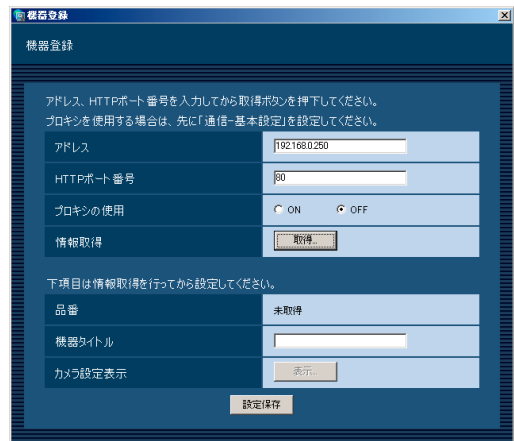 機器登録
機器登録
アドレス、HTTPポート番号を入力してから取得ボタンを押下してください。
プロキシを使用する場合は、先に「通信-基本設定」を設定してください。
アドレス 192.168.0.250
HTTPポート番号 80
プロキシの使用 ON OFF
情報取得 取得...
下項目は情報取得を行ってから設定してください。
品番 未取得
機器タイトル
カメラ設定表示 表示...
設定保存